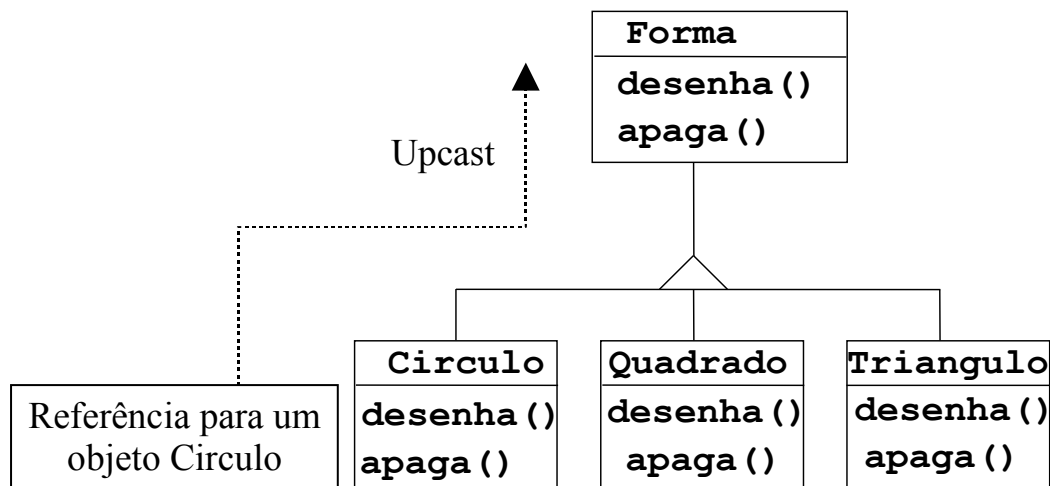 Forma
desenha()
apaga()
Upcast
Circulo
desenha()
apaga()
Quadrado
desenha()
apaga()
Triangulo
desenha()
apaga()
Referência para um
objeto Circulo